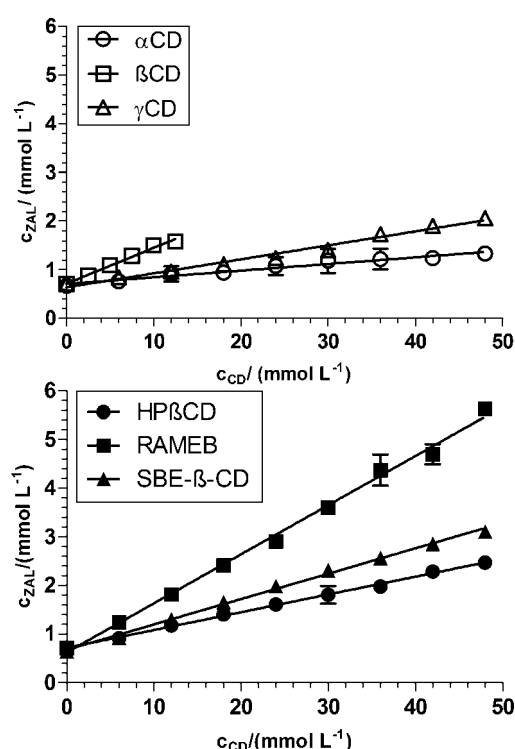 6
αCD
ßCD
γCD
5
4
3
2
1
0
c_ZAL/ (mmol L⁻¹)
0 10 20 30 40 50
c_CD/ (mmol L⁻¹)
6
HPßCD
RAMEB
SBE-ß-CD
5
4
3
2
1
0
c_ZAL/(mmol L⁻¹)
0 10 20 30 40 50
c_CD/(mmol L⁻¹)